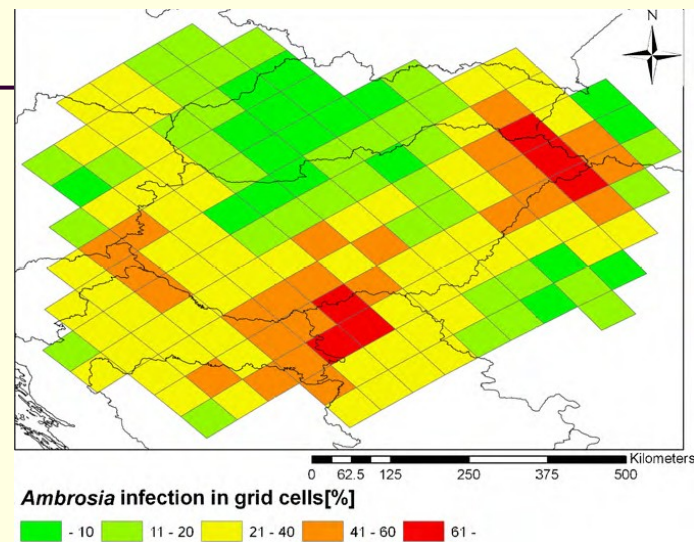 N
Kilometers
0 62.5 125 250 375 500
Ambrosia infection in grid cells[%]
- 10 11 - 20 21 - 40 41 - 60 61 -